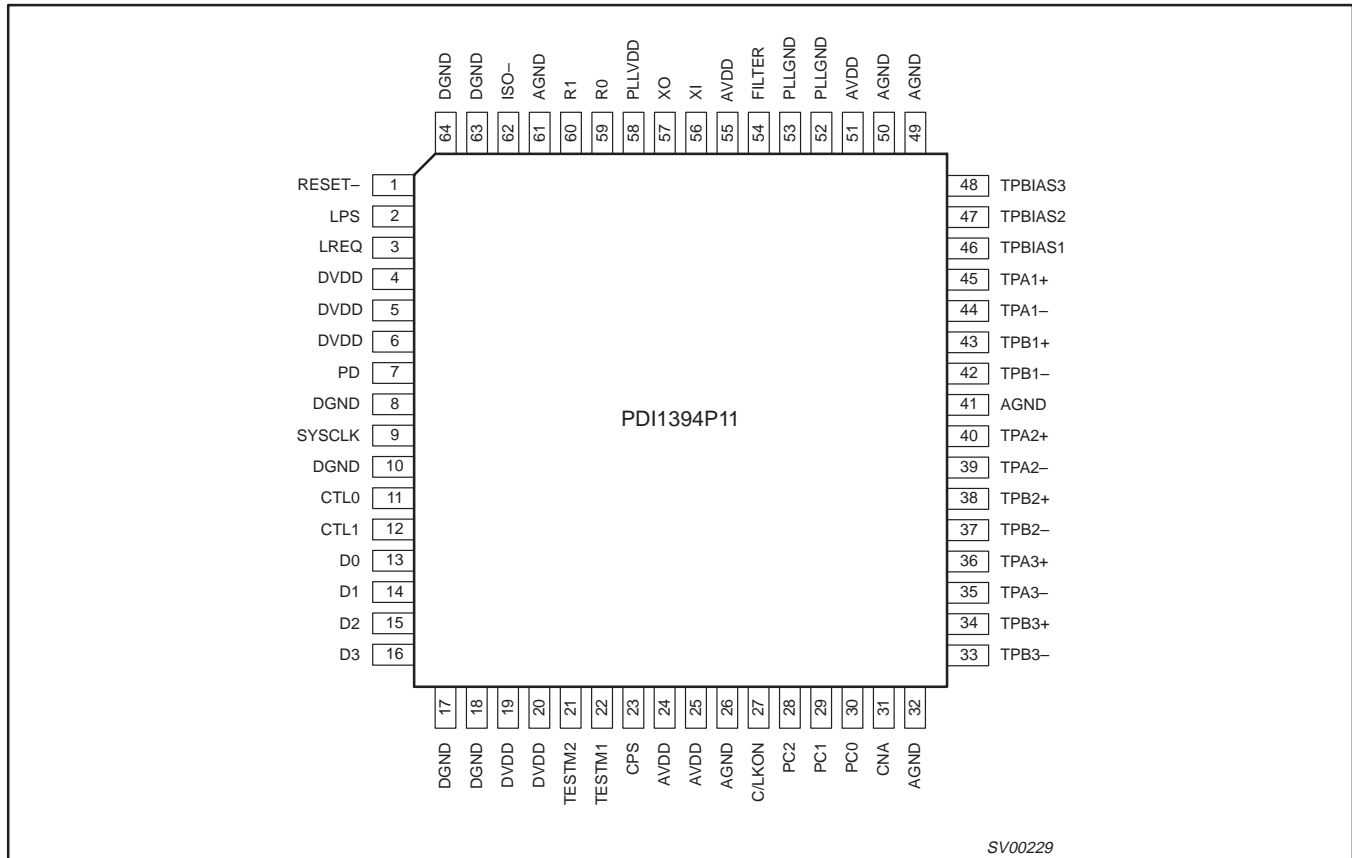 DGND DGND ISO– AGND R1 R0 PLLVDD XO XI AVDD FILTER PLLGND PLLGND AVDD AGND AGND
64 63 62 61 60 59 58 57 56 55 54 53 52 51 50 49
RESET– 1
LPS 2
LREQ 3
DVDD 4
DVDD 5
DVDD 6
PD 7
DGND 8
SYSCLK 9
DGND 10
CTL0 11
CTL1 12
D0 13
D1 14
D2 15
D3 16
PDI1394P11
48 TPBIAS3
47 TPBIAS2
46 TPBIAS1
45 TPA1+
44 TPA1–
43 TPB1+
42 TPB1–
41 AGND
40 TPA2+
39 TPA2–
38 TPB2+
37 TPB2–
36 TPA3+
35 TPA3–
34 TPB3+
33 TPB3–
17 18 19 20 21 22 23 24 25 26 27 28 29 30 31 32
DGND DGND DVDD DVDD TESTM2 TESTM1 CPS AVDD AVDD AGND C/LKON PC2 PC1 PC0 CNA AGND
SV00229